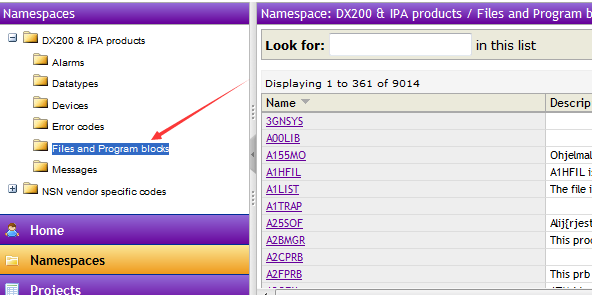 Namespaces
DX200 & IPA products
Alarms
Datatypes
Devices
Error codes
Files and Program blocks
Messages
NSN vendor specific codes
Home
Namespaces
Projects
Namespace: DX200 & IPA products / Files and Program b
Look for: in this list
Displaying 1 to 361 of 9014
Name Descrip
3GNSYS
A00LIB
A155MO Ohjelmal
A1HFIL A1HFIL is
A1LIST The file i
A1TRAP
A25SOF Alij{rjest
A2BMGR This proc
A2CPRB
A2FPRB This prb